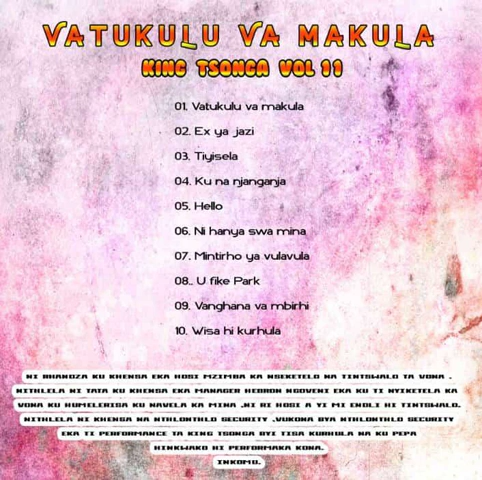 VATUKULU VA MAKULA
KING TSONGA VOL 11
01. Vatukulu va makula
02. Ex ya jazi
03. Tiyisela
04. Ku na njanganja
05. Hello
06. Ni hanya swa mina
07. Mintirho ya vulavula
08.. U fike Park
09. Vanghana va mbirhi
10. Wisa hi kurhula
NI RHANDZA KU KHENSA EKA HOSI MZIMBA KA NSEKETELO NA TINTSWALO TA VONA .
NITHLELA NI TATA KU KHENSA EKA MANAGER HEBRON NGOVENI EKA KU TI NYIKETELA KA
VONA KU HUMELERISA KU NAVELA KA MINA ,NI RI HOSI A YI MI ENGLI HI TINTSWALO.
NITHLELA NI KHENSA NA NTHLONTHLO SECURITY ,VUKONA BYA NTHLONTHLO SECURITY
EKA TI PERFORMANCE TA KING TSONGA BYI TISA KURHULA NA KU PEPA
HINKWAKO HI PERFORMAKA KONA.
INKOMU.